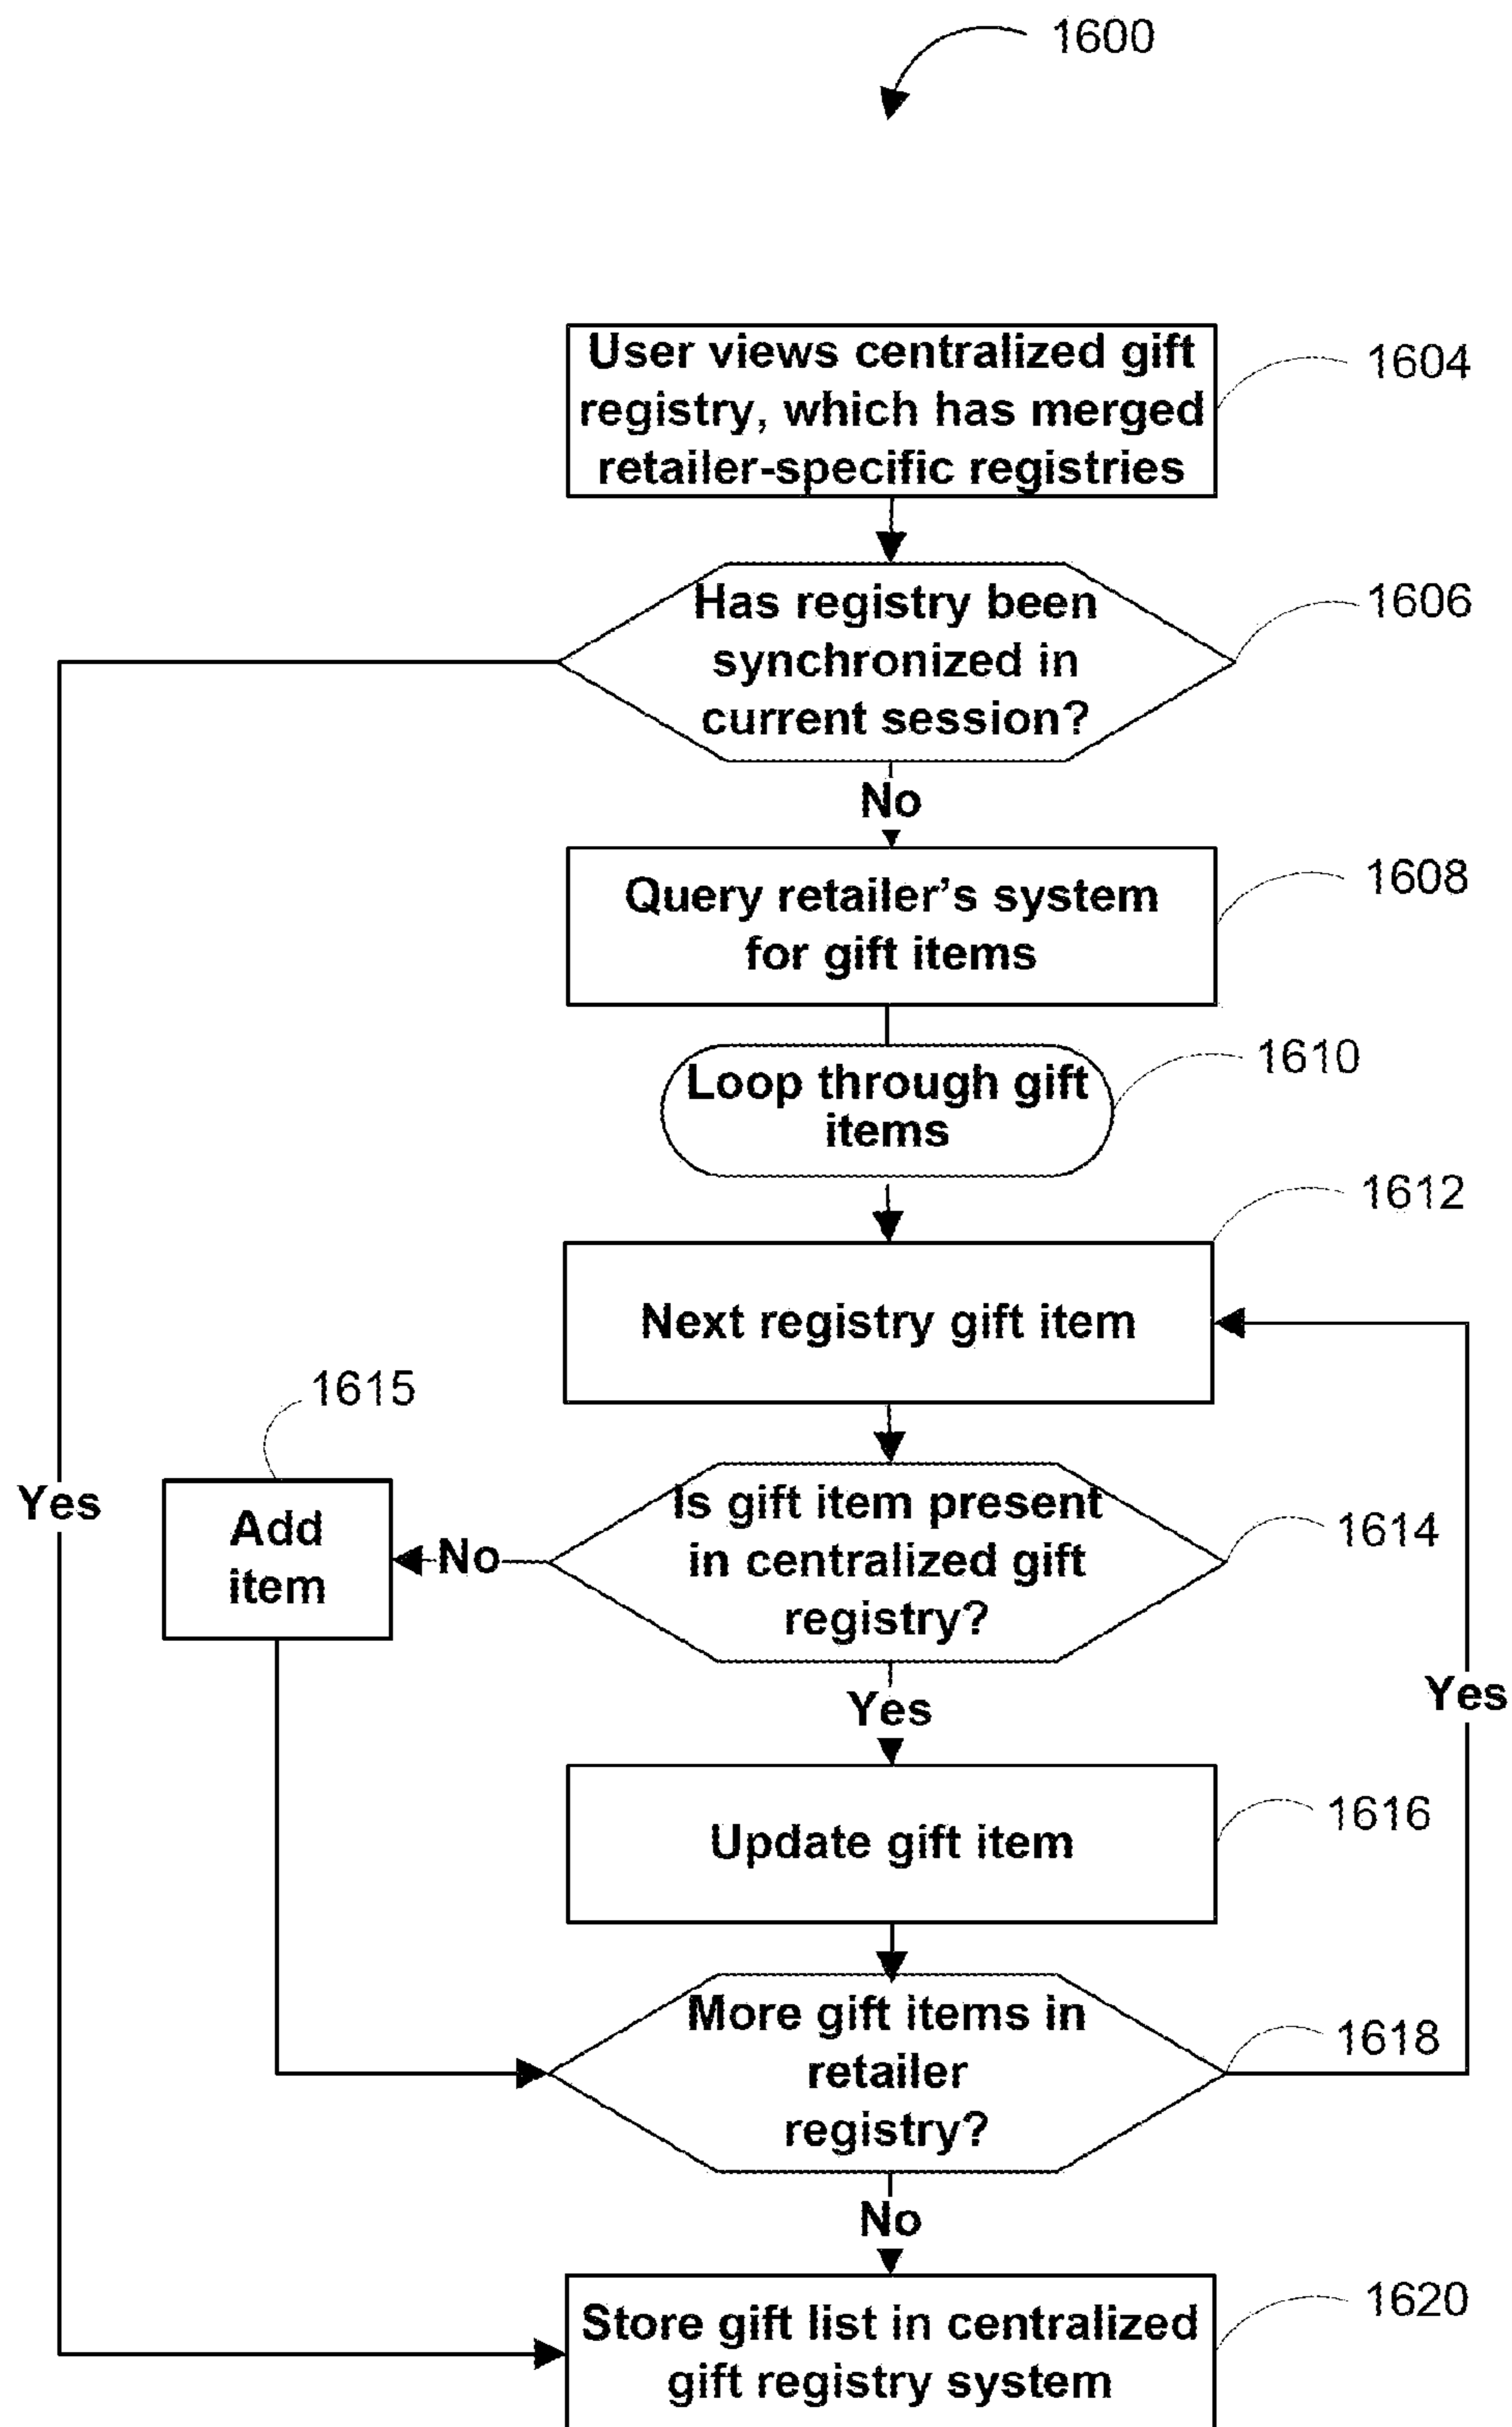 1600
User views centralized gift
registry, which has merged
retailer-specific registries
1604
Has registry been
synchronized in
current session?
1606
No
Query retailer's system
for gift items
1608
Loop through gift
items
1610
1612
Next registry gift item
1615
Yes
Add
item
No
Is gift item present
in centralized gift
registry?
1614
Yes
Yes
Update gift item
1616
More gift items in
retailer
registry?
1618
No
Store gift list in centralized
gift registry system
1620